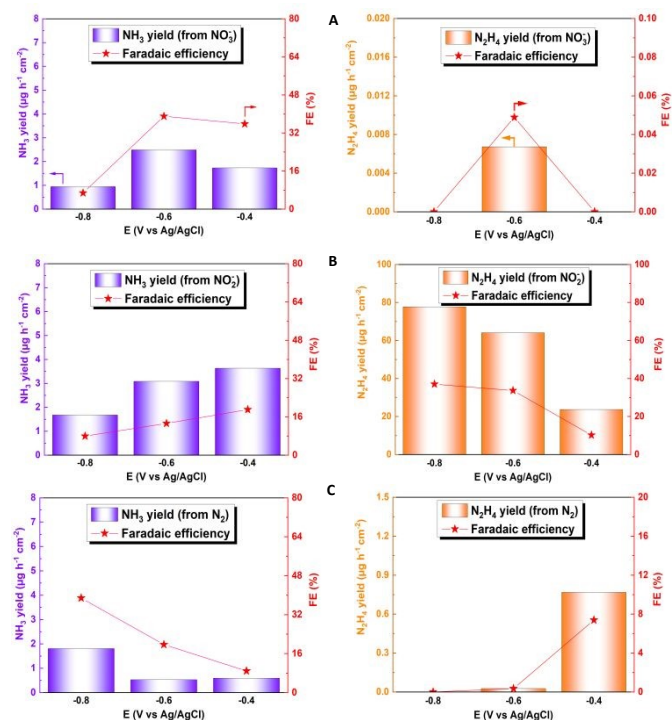 A
NH₃ yield (from NO₃⁻)
Faradaic efficiency
NH₃ yield (µg h⁻¹ cm⁻²)
8
7
6
5
4
3
2
1
0
80
64
48
32
16
0
FE (%)
-0.8 -0.6 -0.4
E (V vs Ag/AgCl)
N₂H₄ yield (from NO₃⁻)
Faradaic efficiency
N₂H₄ yield (µg h⁻¹ cm⁻²)
0.020
0.016
0.012
0.008
0.004
0.000
0.10
0.08
0.06
0.04
0.02
0.00
FE (%)
-0.8 -0.6 -0.4
E (V vs Ag/AgCl)
B
NH₃ yield (from NO₂⁻)
Faradaic efficiency
NH₃ yield (µg h⁻¹ cm⁻²)
8
7
6
5
4
3
2
1
0
80
64
48
32
16
0
FE (%)
-0.8 -0.6 -0.4
E (V vs Ag/AgCl)
N₂H₄ yield (from NO₂⁻)
Faradaic efficiency
N₂H₄ yield (µg h⁻¹ cm⁻²)
100
80
60
40
20
0
100
80
60
40
20
0
FE (%)
-0.8 -0.6 -0.4
E (V vs Ag/AgCl)
C
NH₃ yield (from N₂)
Faradaic efficiency
NH₃ yield (µg h⁻¹ cm⁻²)
8
7
6
5
4
3
2
1
0
80
64
48
32
16
0
FE (%)
-0.8 -0.6 -0.4
E (V vs Ag/AgCl)
N₂H₄ yield (from N₂)
Faradaic efficiency
N₂H₄ yield (µg h⁻¹ cm⁻²)
1.5
1.2
0.9
0.6
0.3
0.0
20
16
12
8
4
0
FE (%)
-0.8 -0.6 -0.4
E (V vs Ag/AgCl)